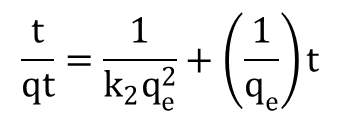 t/qt = 1/(k₂qₑ²) + (1/qₑ) t